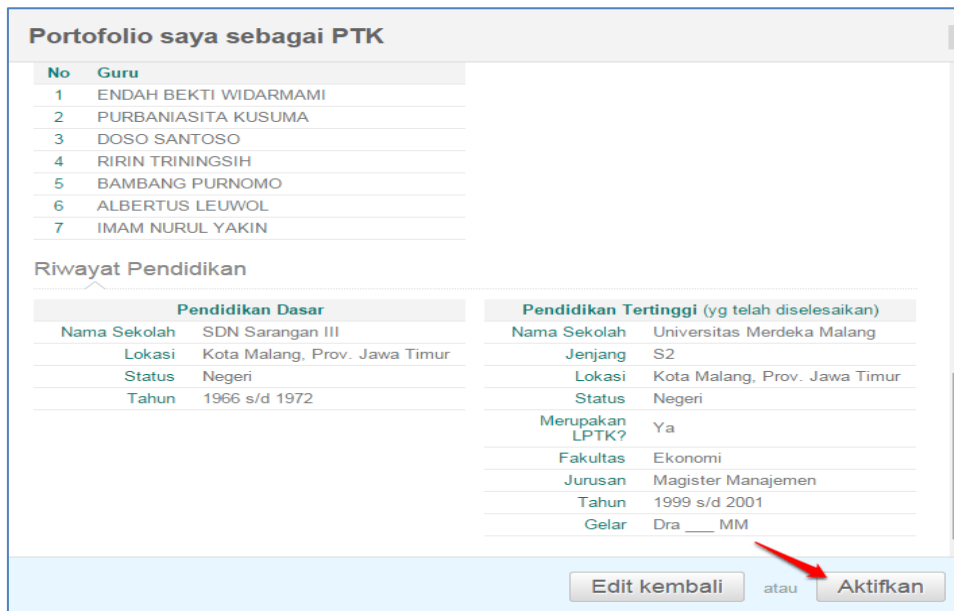 Portofolio saya sebagai PTK
No Guru
1 ENDAH BEKTI WIDARMAMI
2 PURBANIASITA KUSUMA
3 DOSO SANTOSO
4 RIRIN TRININGSIH
5 BAMBANG PURNOMO
6 ALBERTUS LEUWOL
7 IMAM NURUL YAKIN
Riwayat Pendidikan
Pendidikan Dasar
Nama Sekolah SDN Sarangan III
Lokasi Kota Malang, Prov. Jawa Timur
Status Negeri
Tahun 1966 s/d 1972
Pendidikan Tertinggi (yg telah diselesaikan)
Nama Sekolah Universitas Merdeka Malang
Jenjang S2
Lokasi Kota Malang, Prov. Jawa Timur
Status Negeri
Merupakan
LPTK? Ya
Fakultas Ekonomi
Jurusan Magister Manajemen
Tahun 1999 s/d 2001
Gelar Dra ___ MM
Edit kembali atau Aktifkan